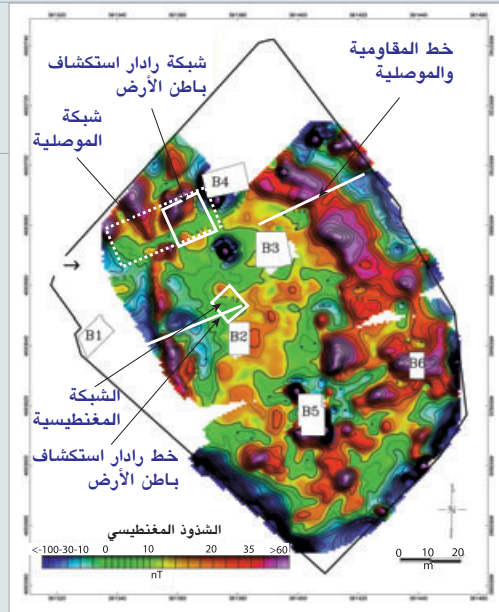 خط المقاومية
والموصلية
شبكة رادار استكشاف
باطن الأرض
شبكة
الموصلية
B4
B3
B1
B2
B6
الشبكة
المغنطيسية
B5
خط رادار استكشاف
باطن الأرض
الشذوذ المغنطيسي
<-100-30-10 0 10 20 35 >60
nT
N
0 10 20
m